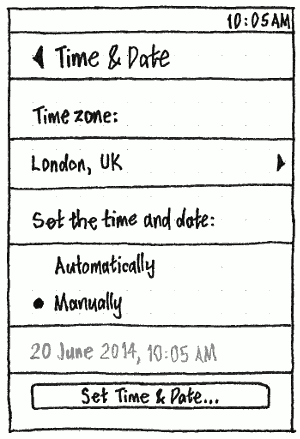 10:05AM
Time & Date
Time zone:
London, UK
Set the time and date:
Automatically
Manually
20 June 2014, 10:05 AM
Set Time & Date...